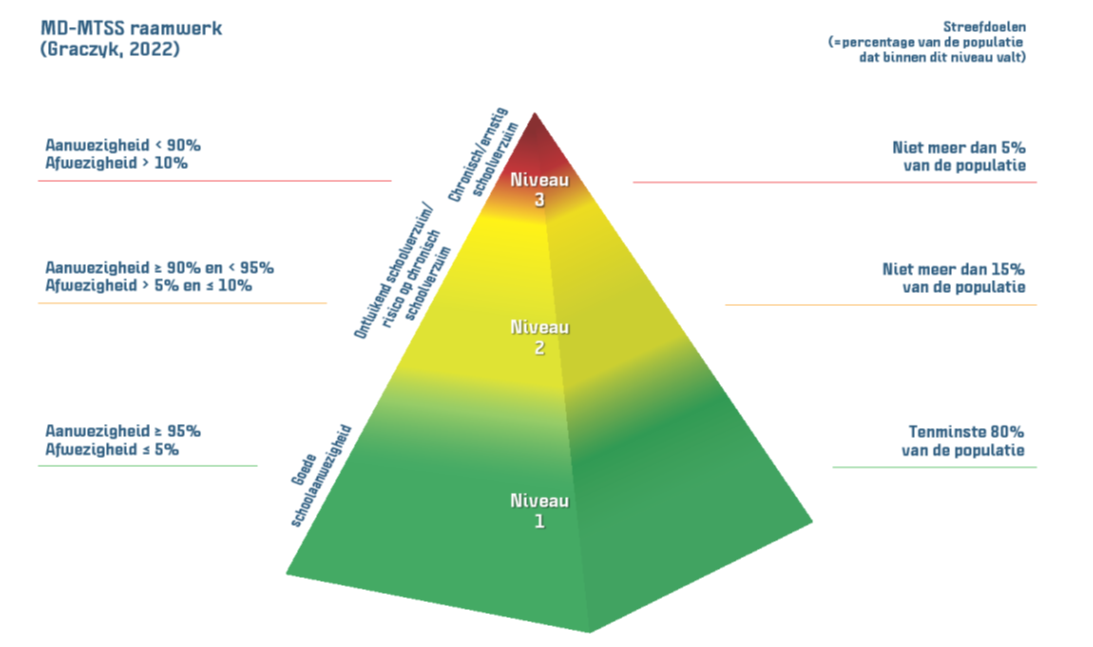 MD-MTSS raamwerk
(Graczyk, 2022)
Streefdoelen
(=percentage van de populatie
dat binnen dit niveau valt)
Aanwezigheid < 90%
Afwezigheid > 10%
Chronisch/ernstig
schoolverzuim
Niveau
3
Niet meer dan 5%
van de populatie
Aanwezigheid ≥ 90% en < 95%
Afwezigheid > 5% en ≤ 10%
Ontluikend schoolverzuim/
risico op chronisch
schoolverzuim
Niveau
2
Niet meer dan 15%
van de populatie
Aanwezigheid ≥ 95%
Afwezigheid ≤ 5%
Goede
schoolaanwezigheid
Niveau
1
Tenminste 80%
van de populatie